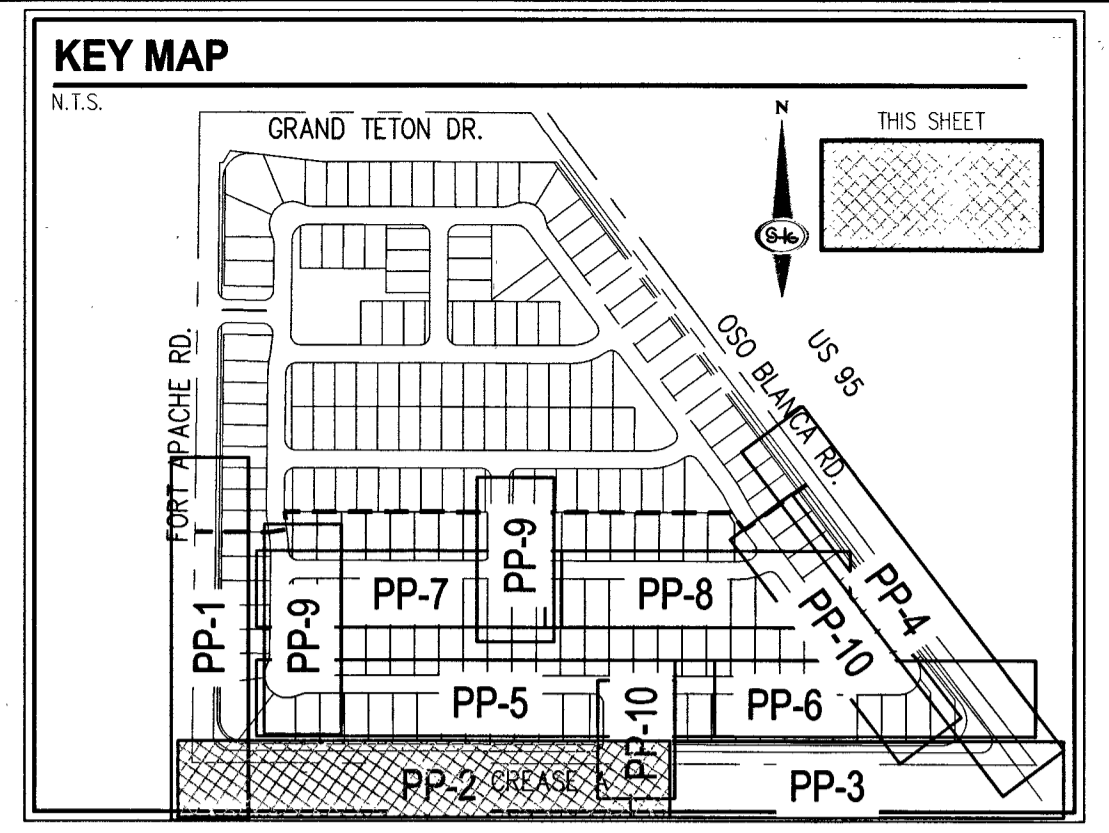 KEY MAP
N.T.S.
GRAND TETON DR.
N
THIS SHEET
FORT APACHE RD.
OSO BLANCA RD.
US 95
PP-1
PP-9
PP-7
PP-9
PP-8
PP-10
PP-4
PP-5
PP-10
PP-6
PP-2
CREASE
PP-3